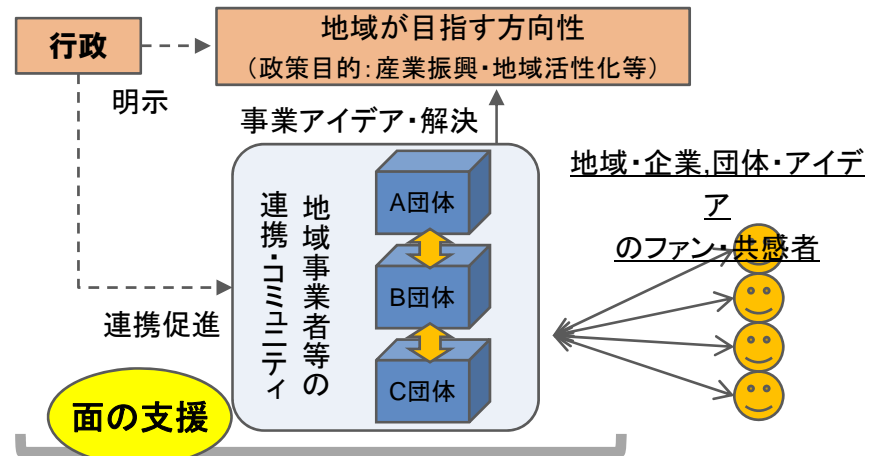 行政
地域が目指す方向性
（政策目的：産業振興・地域活性化等）
明示
事業アイデア・解決
地域・企業,団体・アイデ
ア
のファン・共感者
地域事業者等の
連携・コミュニティ
A団体
B団体
C団体
連携促進
面の支援